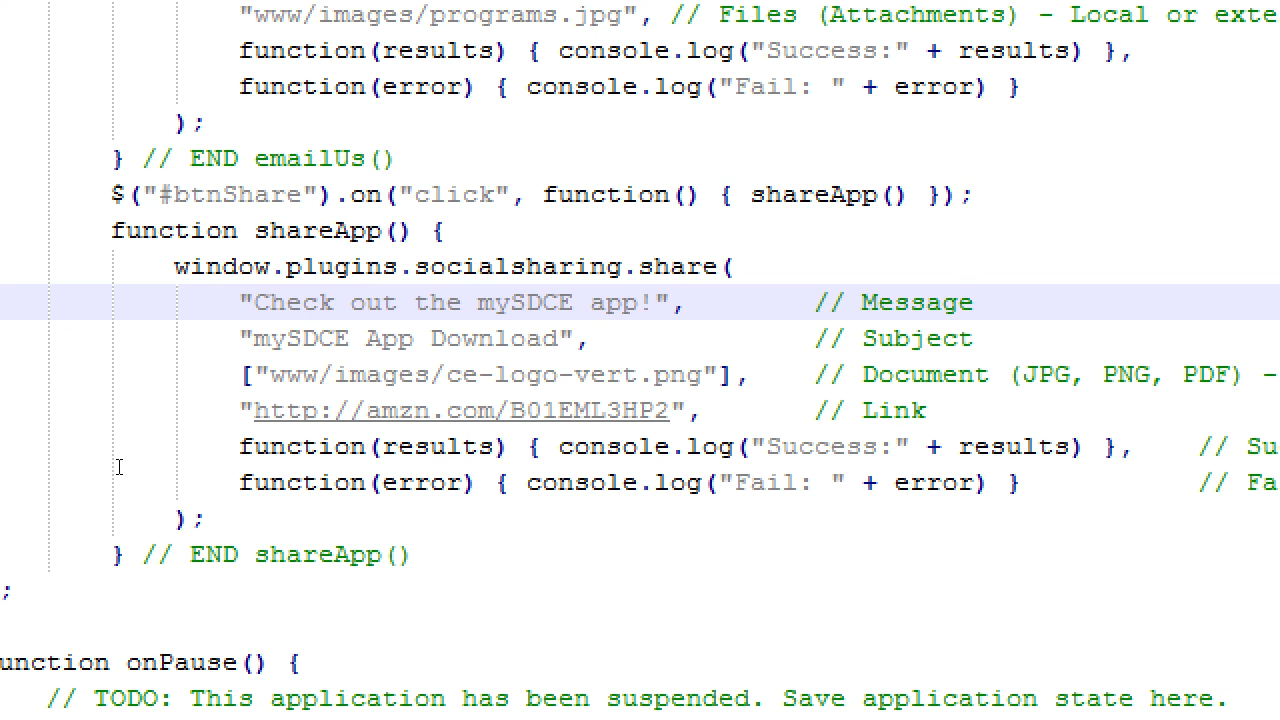 "www/images/programs.jpg", // Files (Attachments) - Local or exte
function(results) { console.log("Success:" + results) },
function(error) { console.log("Fail: " + error) }
);
} // END emailUs()
$("#btnShare").on("click", function() { shareApp() });
function shareApp() {
window.plugins.socialsharing.share(
"Check out the mySDCE app!", // Message
"mySDCE App Download", // Subject
["www/images/ce-logo-vert.png"], // Document (JPG, PNG, PDF) -
"http://amzn.com/B01EML3HP2", // Link
function(results) { console.log("Success:" + results) }, // Su
function(error) { console.log("Fail: " + error) } // Fa
);
} // END shareApp()
;
unction onPause() {
// TODO: This application has been suspended. Save application state here.